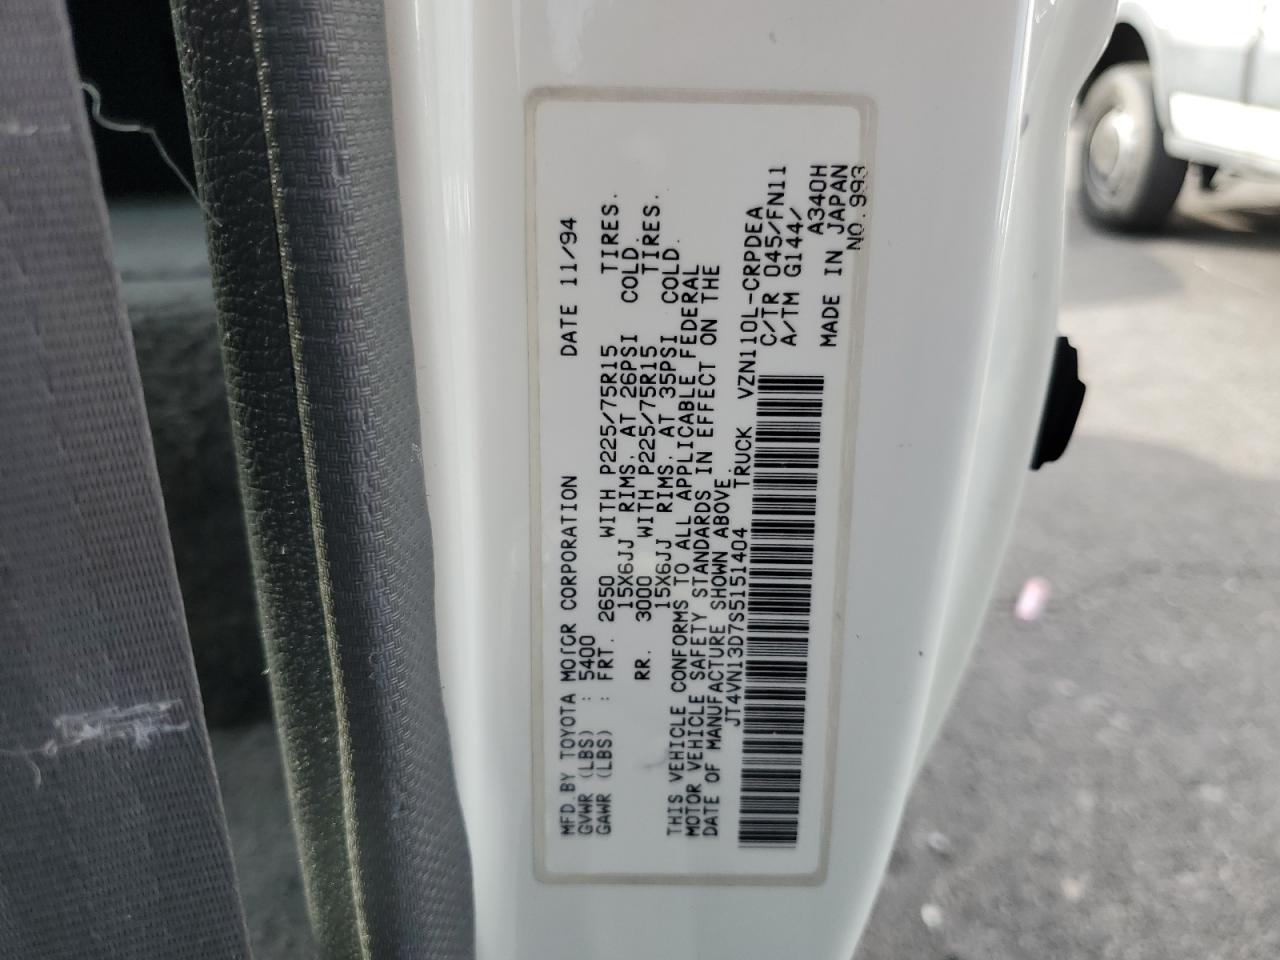 MFD.BY TOYOTA MOTOR CORPORATION DATE 11/94
GVWR (LBS) : 5400
GAWR (LBS) : FRT. 2650 WITH P225/75R15 TIRES.
15X6JJ RIMS, AT 26PSI COLD.
RR. 3000 WITH P225/75R15 TIRES.
15X6JJ RIMS, AT 35PSI COLD.
THIS VEHICLE CONFORMS TO ALL APPLICABLE FEDERAL
MOTOR VEHICLE SAFETY STANDARDS IN EFFECT ON THE
DATE OF MANUFACTURE SHOWN ABOVE.
JT4VN13D7S5151404 TRUCK VZN110L-CRPDEA
C/TR 045/FN11
A/TM G144/ A340H
MADE IN JAPAN
NO.993